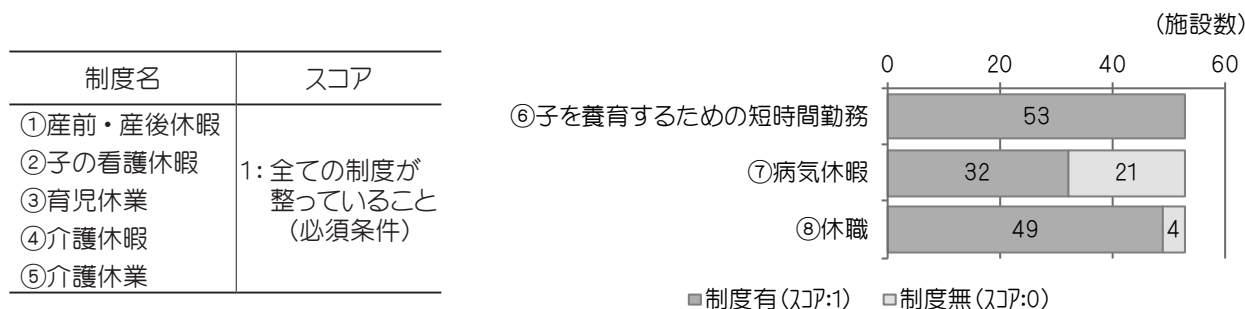 制度名 スコア
①産前・産後休暇
②子の看護休暇
③育児休業
④介護休暇
⑤介護休業
1：全ての制度が
整っていること
（必須条件）
（施設数）
0 20 40 60
⑥子を養育するための短時間勤務 53
⑦病気休暇 32 21
⑧休職 49 4
■制度有（スコア:1） □制度無（スコア:0）